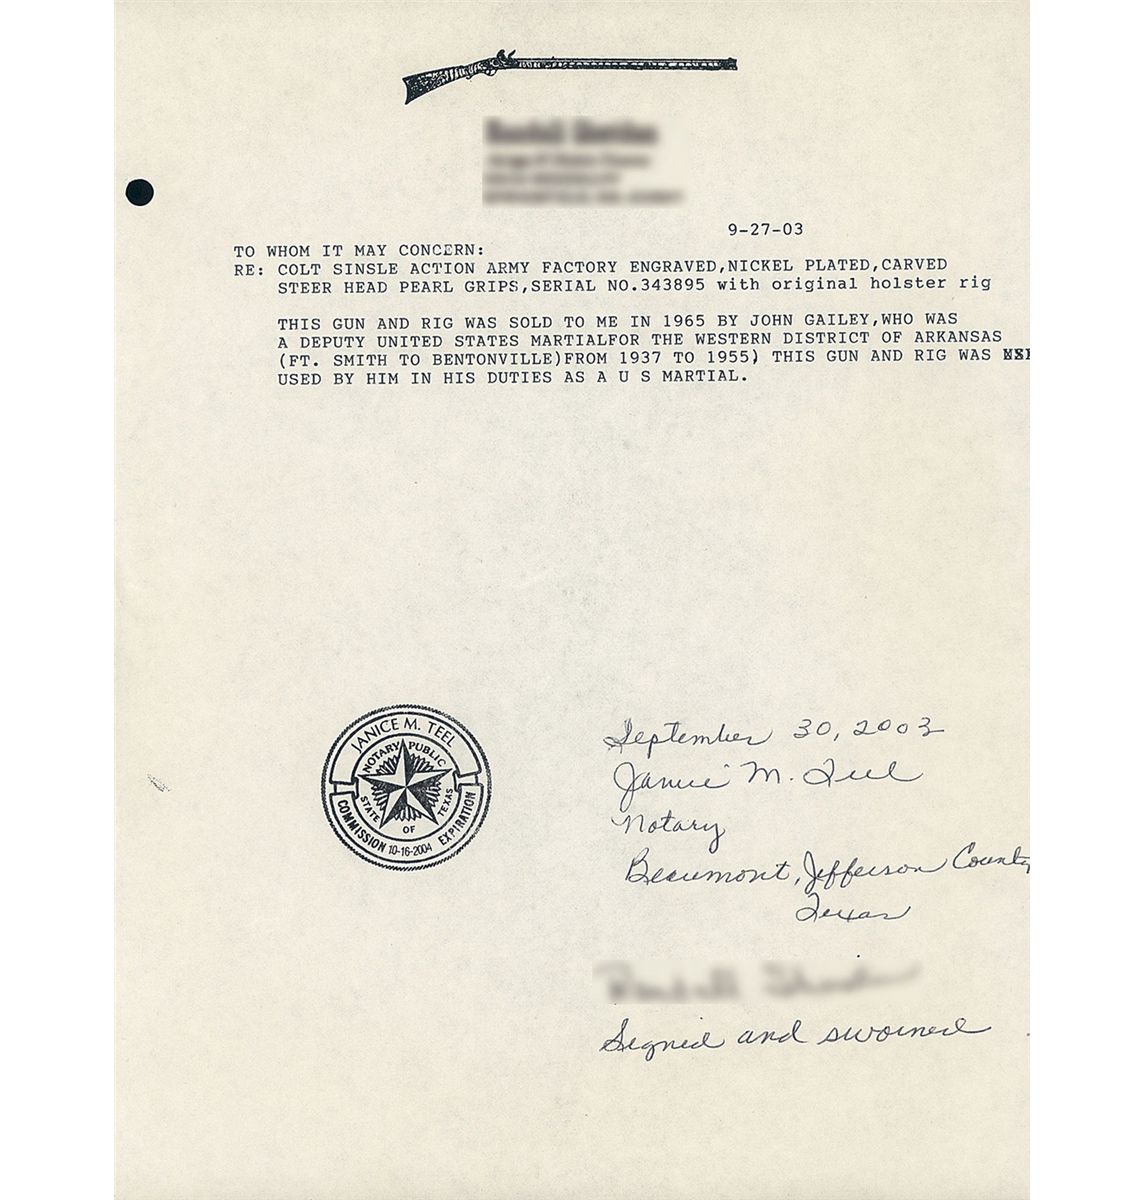 9-27-03
TO WHOM IT MAY CONCERN:
RE: COLT SINSLE ACTION ARMY FACTORY ENGRAVED,NICKEL PLATED,CARVED
STEER HEAD PEARL GRIPS,SERIAL NO.343895 with original holster rig
THIS GUN AND RIG WAS SOLD TO ME IN 1965 BY JOHN GAILEY,WHO WAS
A DEPUTY UNITED STATES MARTIALFOR THE WESTERN DISTRICT OF ARKANSAS
(FT. SMITH TO BENTONVILLE)FROM 1937 TO 1955) THIS GUN AND RIG WAS
USED BY HIM IN HIS DUTIES AS A U S MARTIAL.
JANICE M. TEEL
NOTARY PUBLIC
STATE OF TEXAS
COMMISSION 10-16-2004 EXPIRATION
September 30, 2003
Janice M. Teel
Notary
Beaumont, Jefferson County
Texas
Signed and sworned